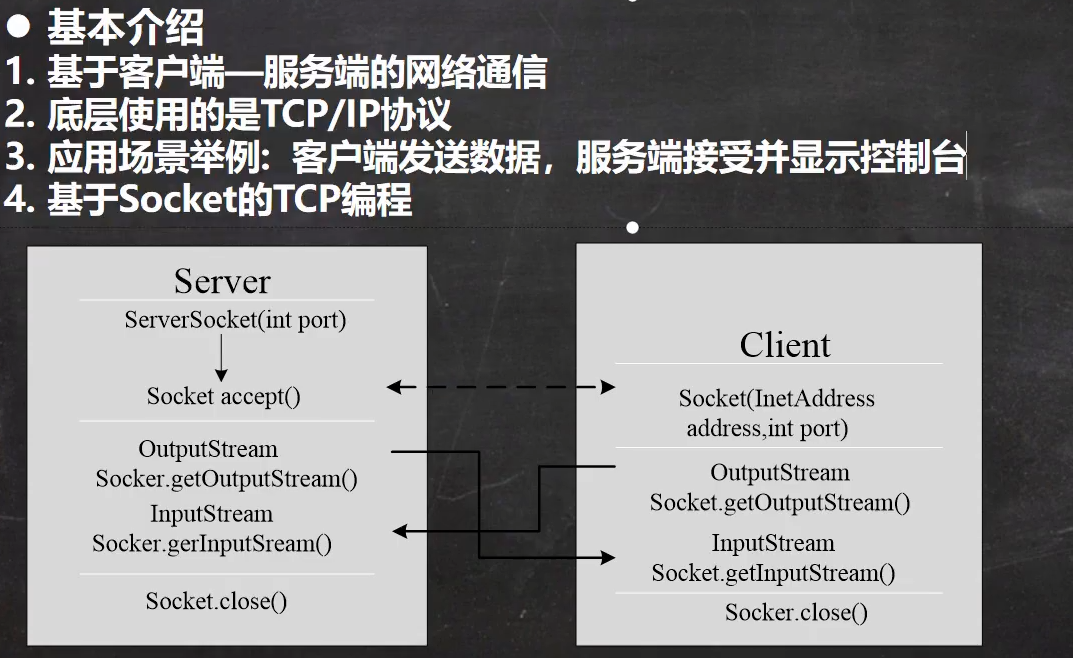 ● 基本介绍
1. 基于客户端—服务端的网络通信
2. 底层使用的是TCP/IP协议
3. 应用场景举例: 客户端发送数据，服务端接受并显示控制台
4. 基于Socket的TCP编程
Server
ServerSocket(int port)
Socket accept()
OutputStream
Socker.getOutputStream()
InputStream
Socker.gerInputSream()
Socket.close()
Client
Socket(InetAddress
address,int port)
OutputStream
Socket.getOutputStream()
InputStream
Socket.getInputStream()
Socker.close()